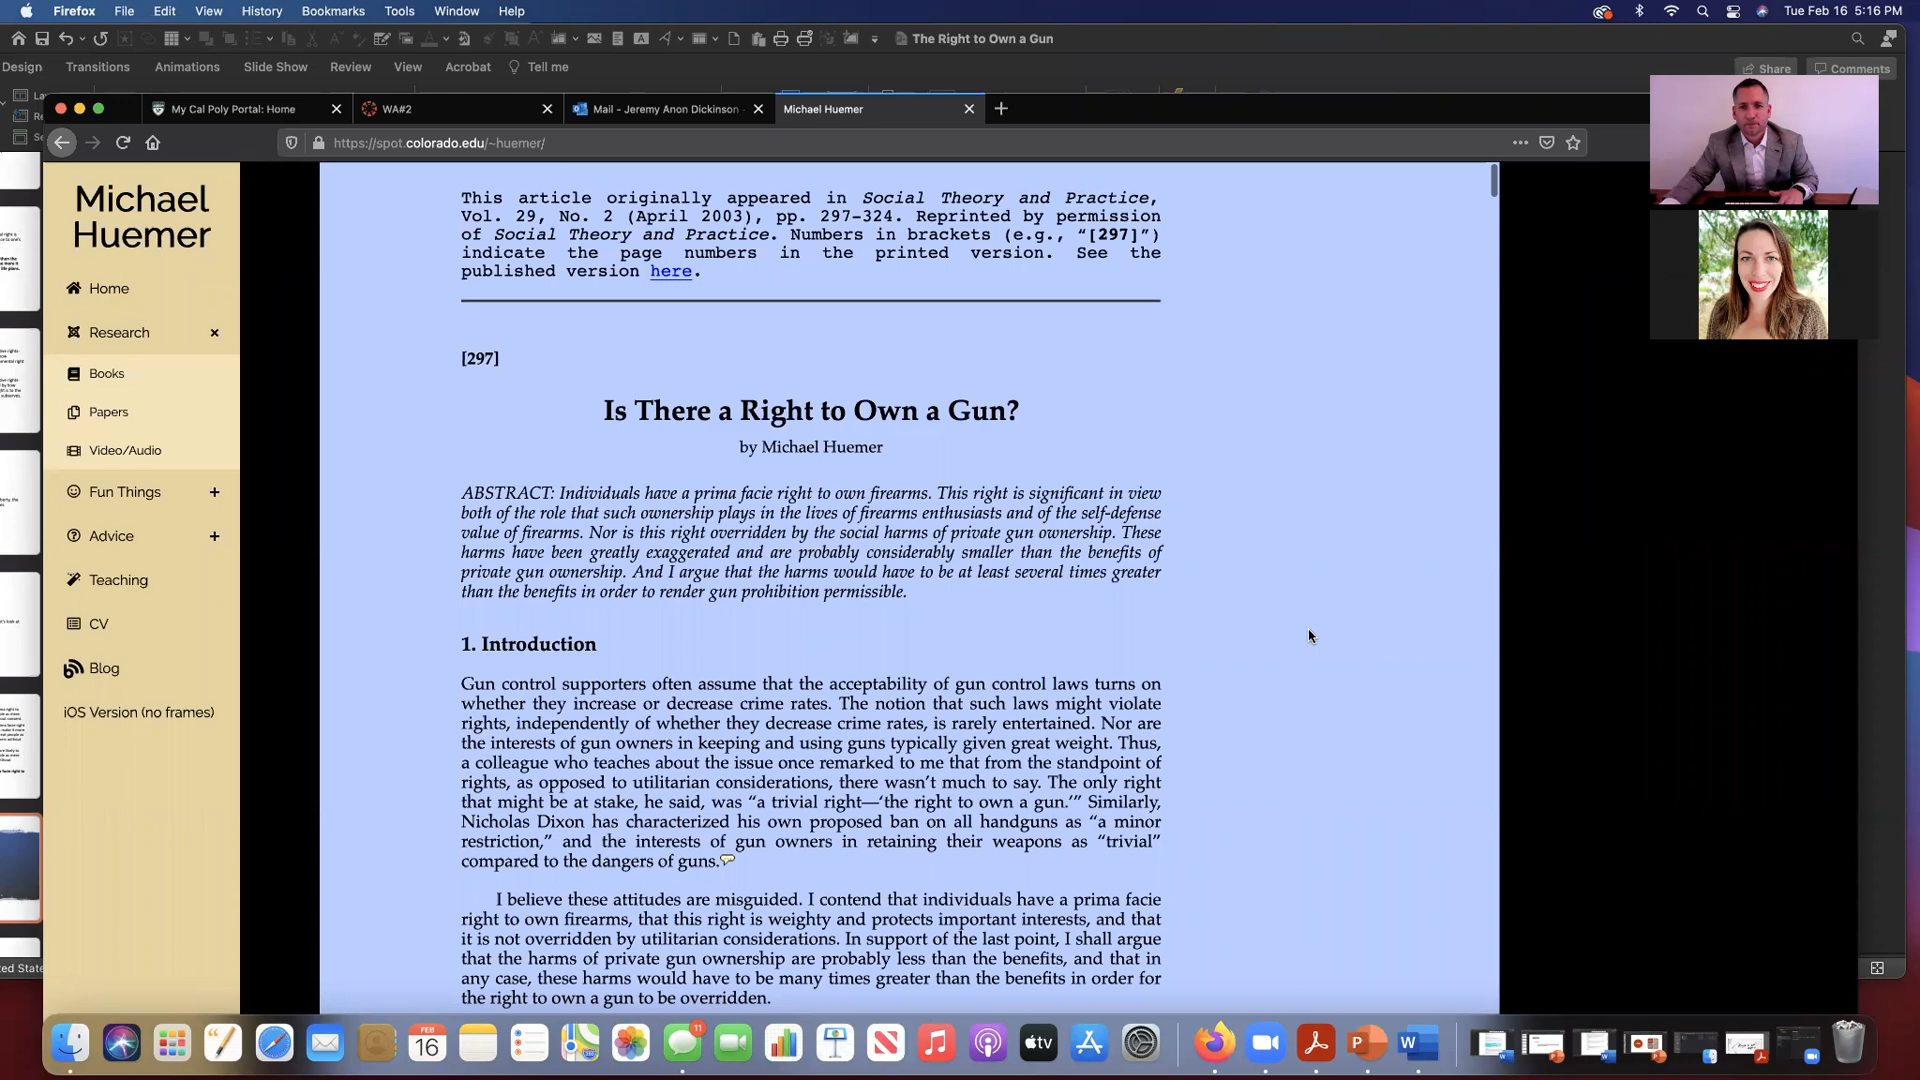 Firefox File Edit View History Bookmarks Tools Window Help
Tue Feb 16 5:16 PM
The Right to Own a Gun
Design Transitions Animations Slide Show Review View Acrobat Tell me
Share Comments
My Cal Poly Portal: Home
WA#2
Mail - Jeremy Anon Dickinson -
Michael Huemer
https://spot.colorado.edu/~huemer/
Michael
Huemer
Home
Research
Books
Papers
Video/Audio
Fun Things +
Advice +
Teaching
CV
Blog
iOS Version (no frames)
This article originally appeared in Social Theory and Practice,
Vol. 29, No. 2 (April 2003), pp. 297-324. Reprinted by permission
of Social Theory and Practice. Numbers in brackets (e.g., “[297]”)
indicate the page numbers in the printed version. See the
published version here.
[297]
Is There a Right to Own a Gun?
by Michael Huemer
ABSTRACT: Individuals have a prima facie right to own firearms. This right is significant in view
both of the role that such ownership plays in the lives of firearms enthusiasts and of the self-defense
value of firearms. Nor is this right overridden by the social harms of private gun ownership. These
harms have been greatly exaggerated and are probably considerably smaller than the benefits of
private gun ownership. And I argue that the harms would have to be at least several times greater
than the benefits in order to render gun prohibition permissible.
1. Introduction
Gun control supporters often assume that the acceptability of gun control laws turns on
whether they increase or decrease crime rates. The notion that such laws might violate
rights, independently of whether they decrease crime rates, is rarely entertained. Nor are
the interests of gun owners in keeping and using guns typically given great weight. Thus,
a colleague who teaches about the issue once remarked to me that from the standpoint of
rights, as opposed to utilitarian considerations, there wasn’t much to say. The only right
that might be at stake, he said, was “a trivial right—‘the right to own a gun.’” Similarly,
Nicholas Dixon has characterized his own proposed ban on all handguns as “a minor
restriction,” and the interests of gun owners in retaining their weapons as “trivial”
compared to the dangers of guns.
I believe these attitudes are misguided. I contend that individuals have a prima facie
right to own firearms, that this right is weighty and protects important interests, and that
it is not overridden by utilitarian considerations. In support of the last point, I shall argue
that the harms of private gun ownership are probably less than the benefits, and that in
any case, these harms would have to be many times greater than the benefits in order for
the right to own a gun to be overridden.
FEB
16
11
tv